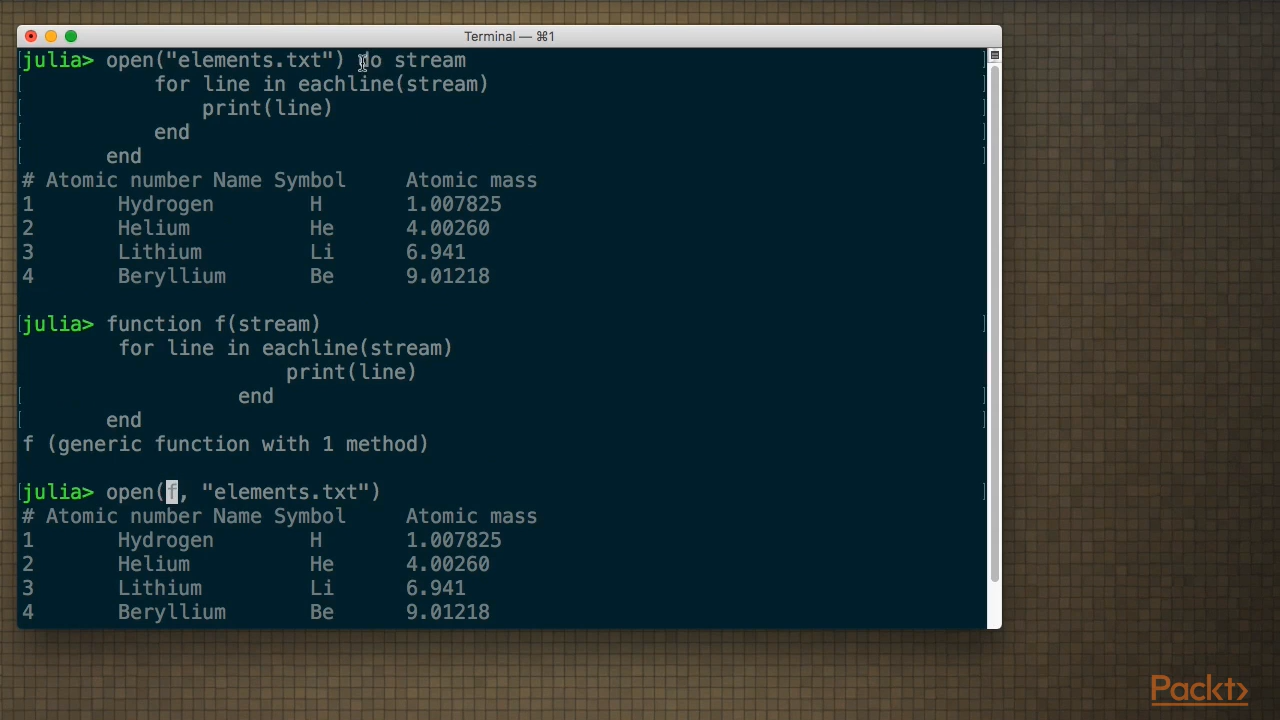 Terminal — ⌘1
julia> open("elements.txt") do stream
for line in eachline(stream)
print(line)
end
end
# Atomic number Name Symbol Atomic mass
1 Hydrogen H 1.007825
2 Helium He 4.00260
3 Lithium Li 6.941
4 Beryllium Be 9.01218
julia> function f(stream)
for line in eachline(stream)
print(line)
end
end
f (generic function with 1 method)
julia> open(f, "elements.txt")
# Atomic number Name Symbol Atomic mass
1 Hydrogen H 1.007825
2 Helium He 4.00260
3 Lithium Li 6.941
4 Beryllium Be 9.01218
Packt>